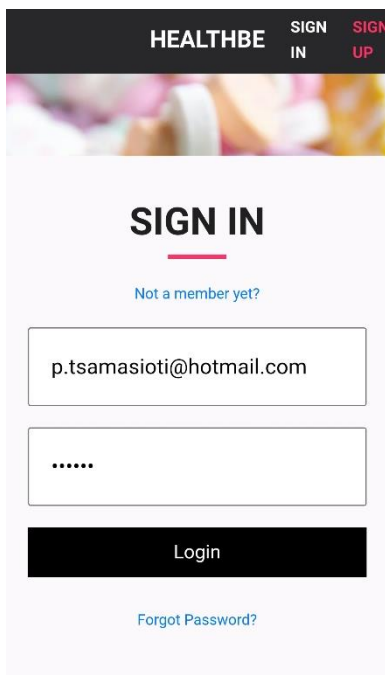 HEALTHBE
SIGN
IN
SIGN
UP
SIGN IN
Not a member yet?
p.tsamasioti@hotmail.com
••••••
Login
Forgot Password?